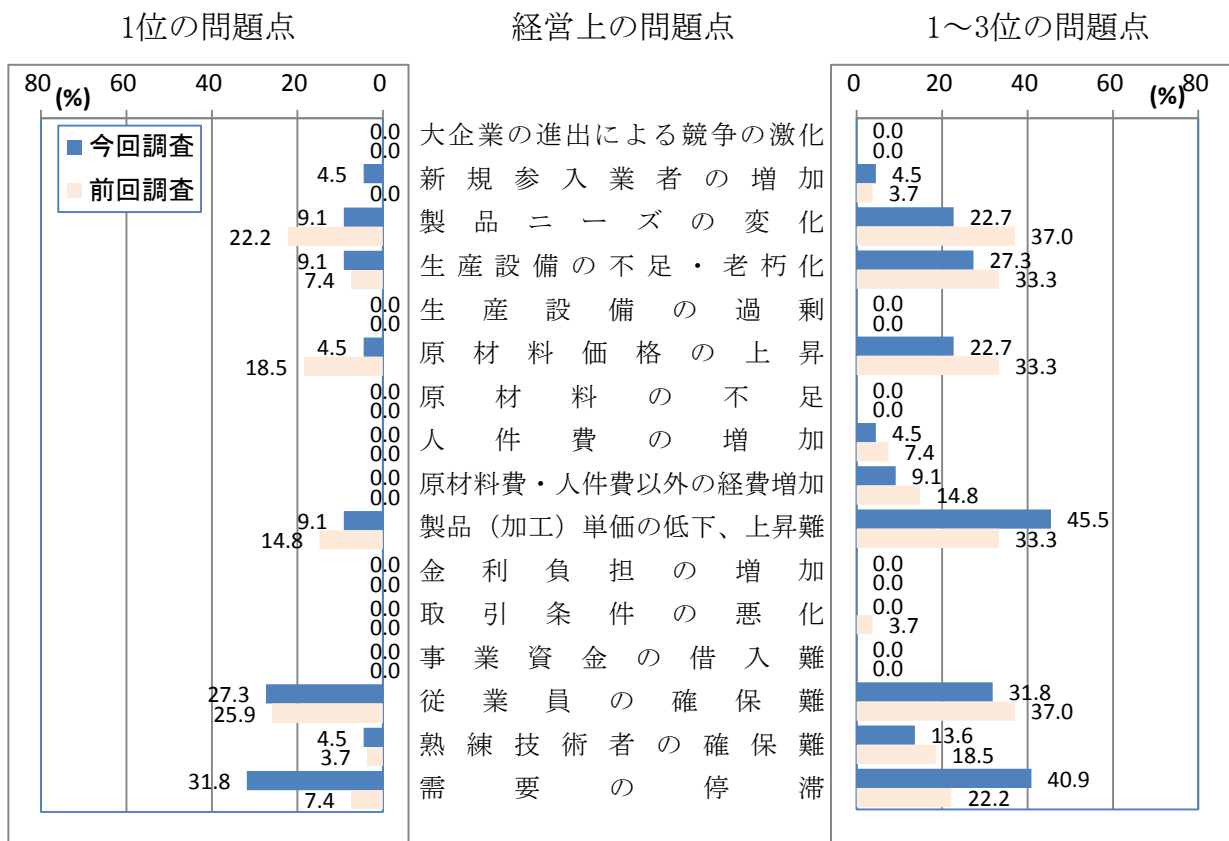 1位の問題点 経営上の問題点 1～3位の問題点
80 60 40 20 0
(%)
0 20 40 60 80
(%)
今回調査
前回調査
0.0 大企業の進出による競争の激化 0.0
0.0 0.0
4.5 新規参入業者の増加 4.5
0.0 3.7
9.1 製品ニーズの変化 22.7
22.2 37.0
9.1 生産設備の不足・老朽化 27.3
7.4 33.3
0.0 生産設備の過剰 0.0
0.0 0.0
4.5 原材料価格の上昇 22.7
18.5 33.3
0.0 原材料の不足 0.0
0.0 0.0
0.0 人件費の増加 4.5
0.0 7.4
0.0 原材料費・人件費以外の経費増加 9.1
0.0 14.8
9.1 製品（加工）単価の低下、上昇難 45.5
14.8 33.3
0.0 金利負担の増加 0.0
0.0 0.0
0.0 取引条件の悪化 0.0
0.0 3.7
0.0 事業資金の借入難 0.0
0.0 0.0
27.3 従業員の確保難 31.8
25.9 37.0
4.5 熟練技術者の確保難 13.6
3.7 18.5
31.8 需要の停滞 40.9
7.4 22.2